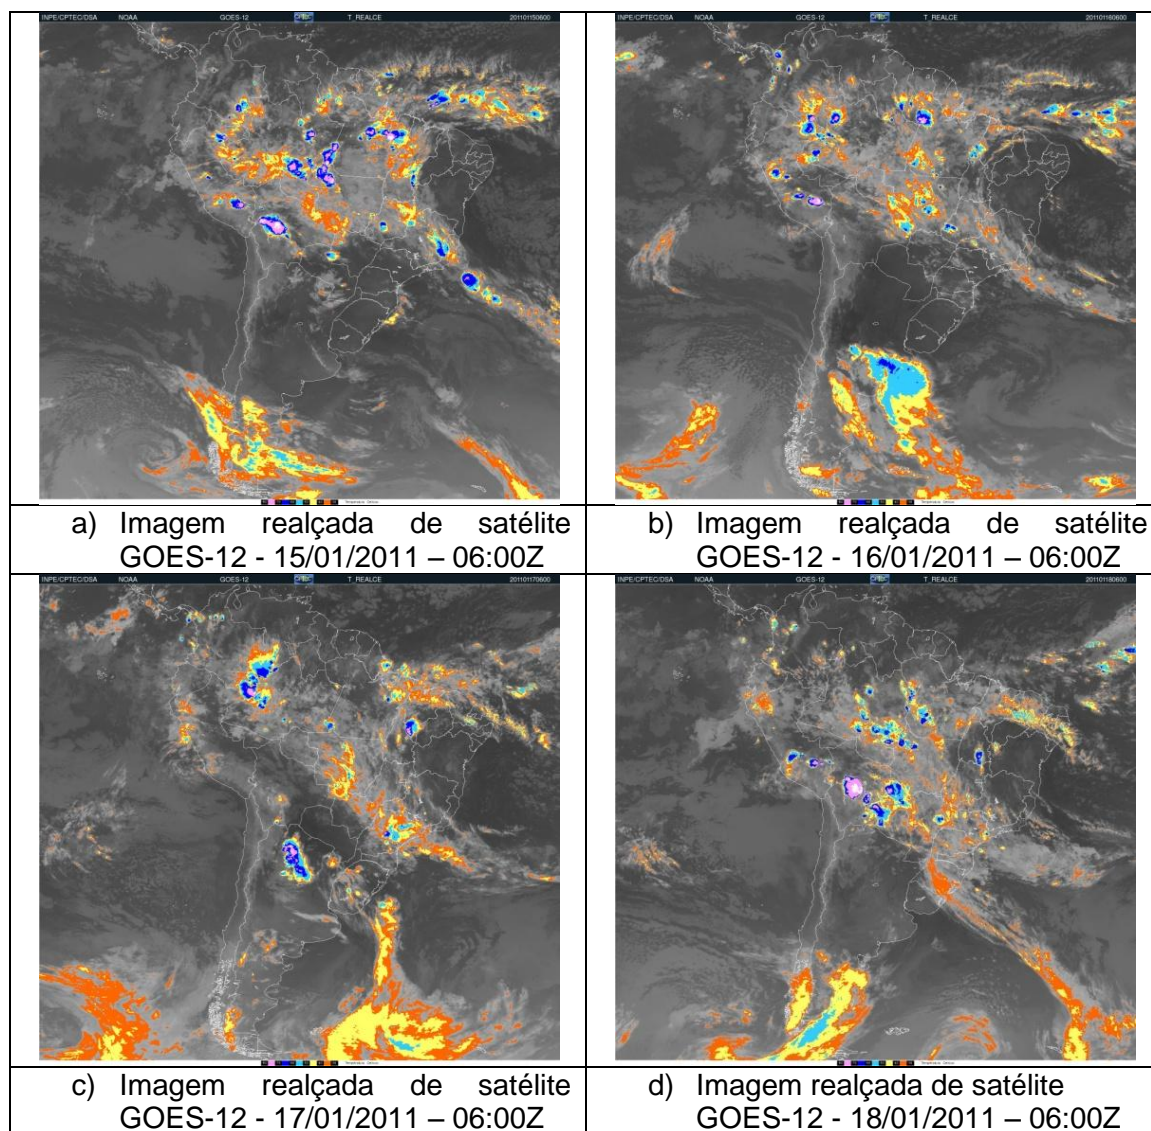 INPE/CPTEC/DSA NOAA GOES-12 CPTEC T_REALCE 201101150600
INPE/CPTEC/DSA NOAA GOES-12 CPTEC T_REALCE 201101160600
a) Imagem realçada de satélite
GOES-12 - 15/01/2011 – 06:00Z
b) Imagem realçada de satélite
GOES-12 - 16/01/2011 – 06:00Z
INPE/CPTEC/DSA NOAA GOES-12 CPTEC T_REALCE 201101170600
INPE/CPTEC/DSA NOAA GOES-12 CPTEC T_REALCE 201101180600
c) Imagem realçada de satélite
GOES-12 - 17/01/2011 – 06:00Z
d) Imagem realçada de satélite
GOES-12 - 18/01/2011 – 06:00Z